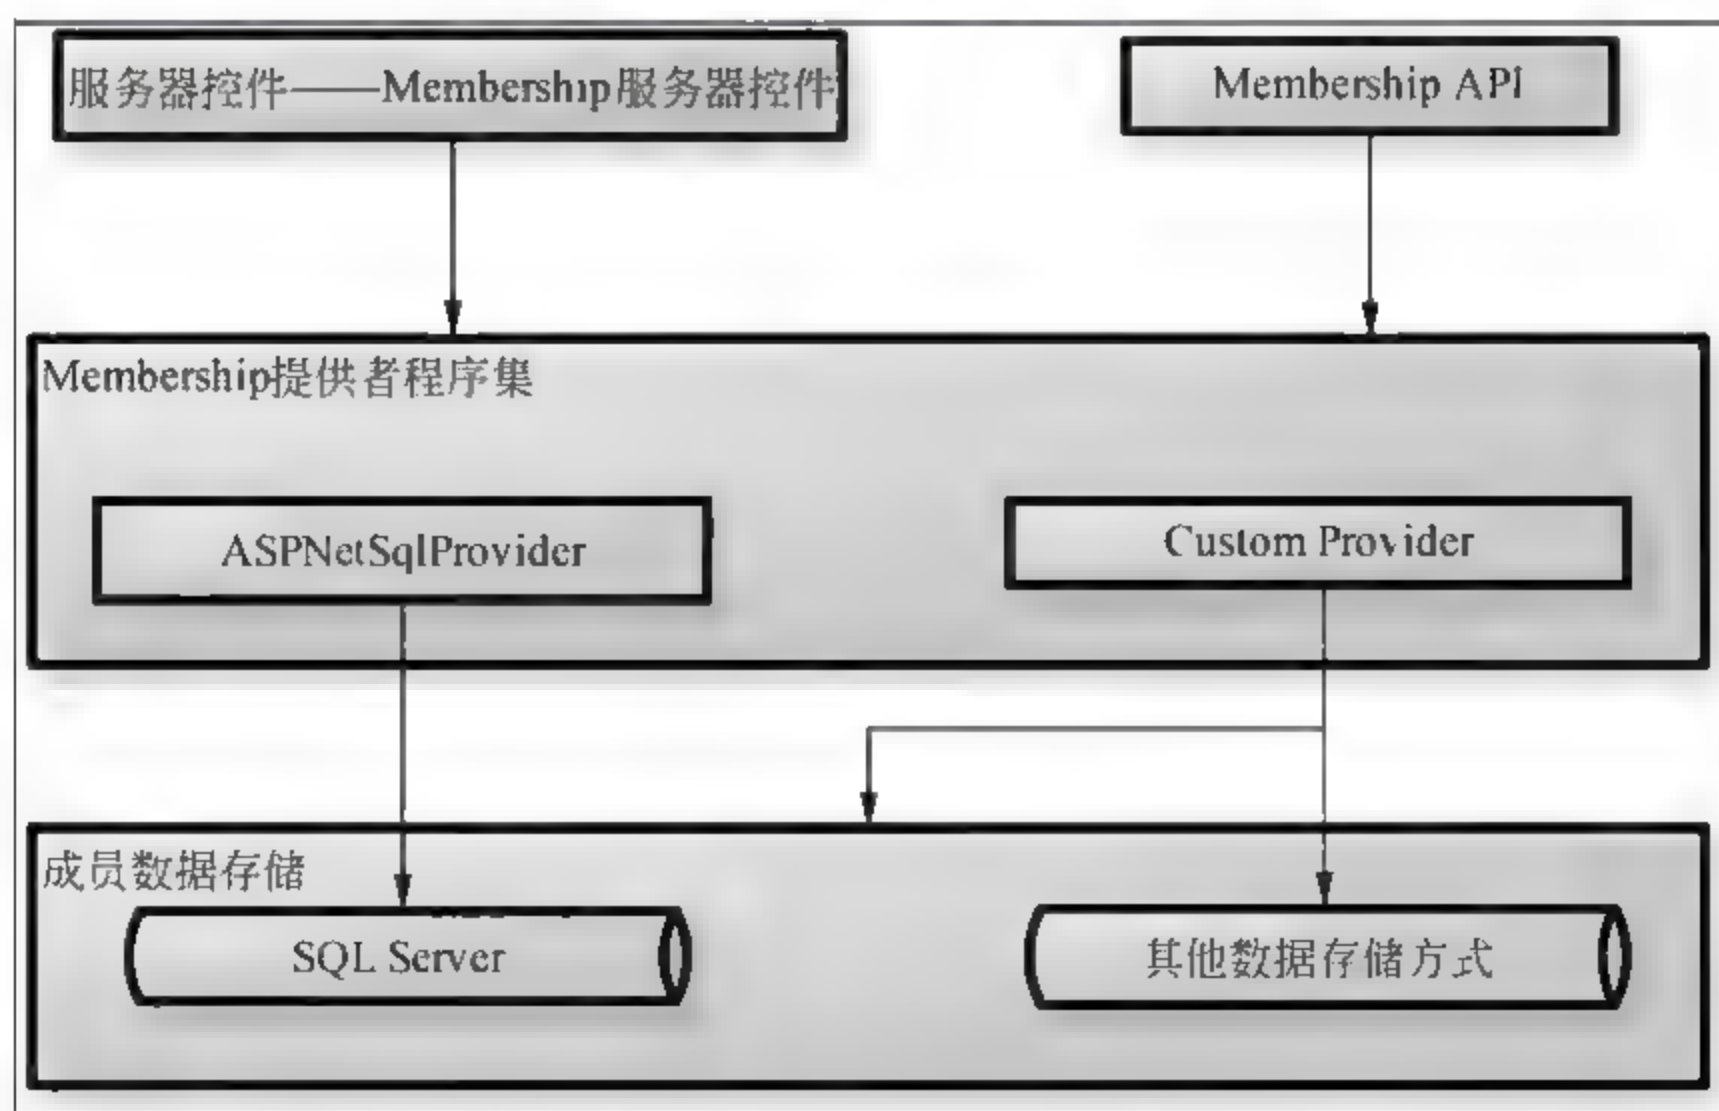 服务器控件——Membership服务器控件
Membership API
Membership提供者程序集
ASPNetSqlProvider
Custom Provider
成员数据存储
SQL Server
其他数据存储方式